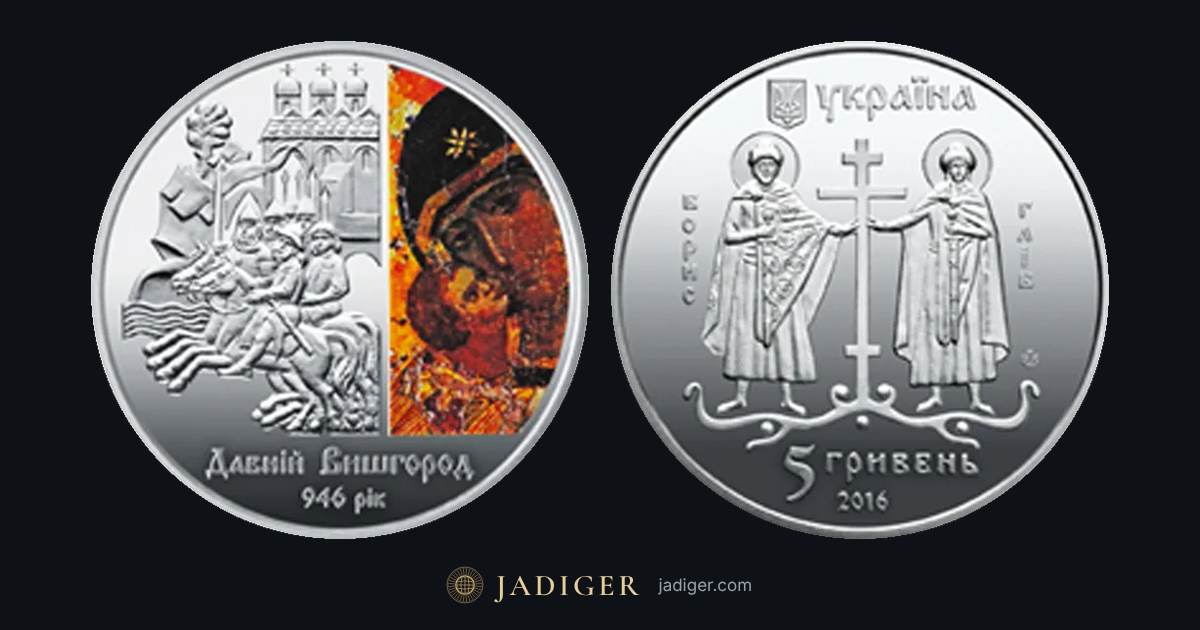 Давній Вишгород
946 рік
Україна
БОРИС
ГЛІБ
5 гривень
2016
JADIGER
jadiger.com